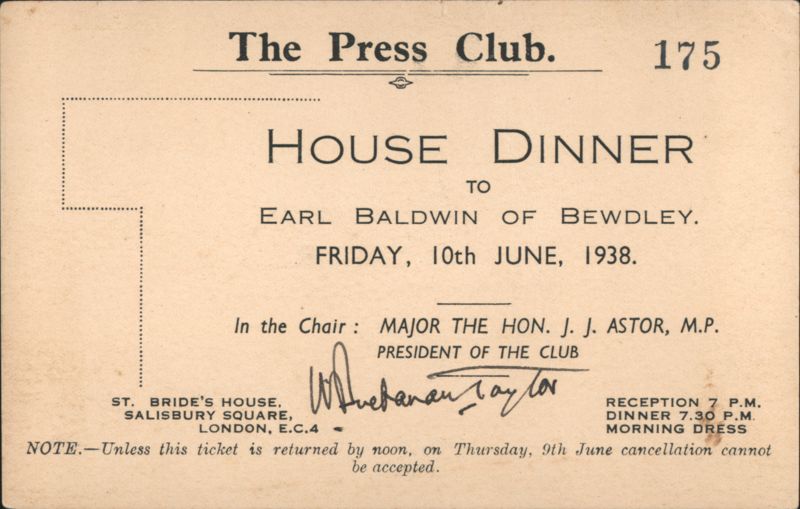 The Press Club.
175
HOUSE DINNER
TO
EARL BALDWIN OF BEWDLEY.
FRIDAY, 10th JUNE, 1938.
In the Chair : MAJOR THE HON. J. J. ASTOR, M.P.
PRESIDENT OF THE CLUB
W Buchanan-Taylor
ST. BRIDE'S HOUSE,
SALISBURY SQUARE,
LONDON, E.C.4
RECEPTION 7 P.M.
DINNER 7.30 P.M.
MORNING DRESS
NOTE.—Unless this ticket is returned by noon, on Thursday, 9th June cancellation cannot
be accepted.